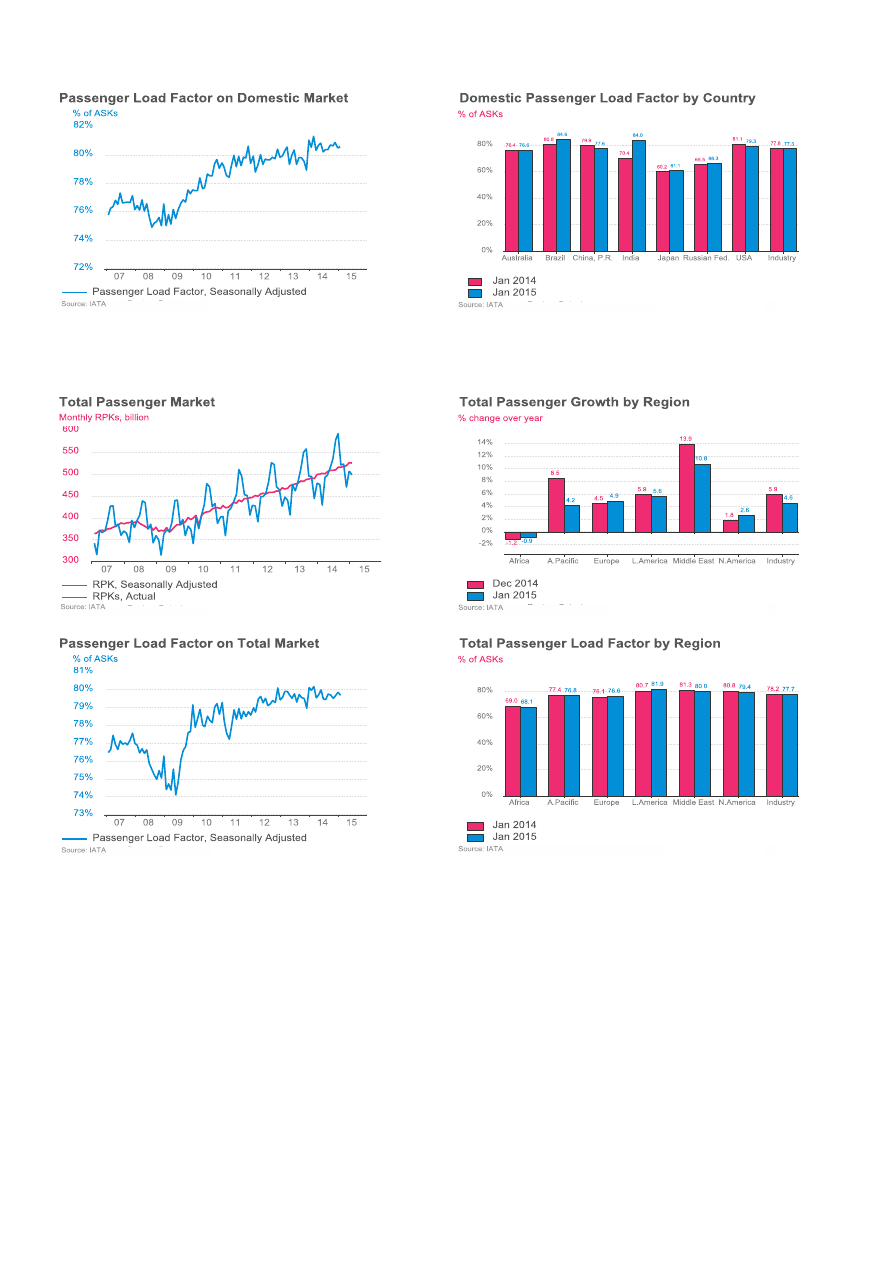 Passenger Load Factor on Domestic Market
% of ASKs
82%
80%
78%
76%
74%
72%
07 08 09 10 11 12 13 14 15
Passenger Load Factor, Seasonally Adjusted
Source: IATA
Domestic Passenger Load Factor by Country
% of ASKs
80%
60%
40%
20%
0%
76.4 76.6 84.6 79.9 77.6 70.4 84.0 60.2 61.1 65.5 66.3 81.1 79.3 77.8 77.5
Australia Brazil China, P.R. India Japan Russian Fed. USA Industry
Jan 2014
Jan 2015
Source: IATA
Total Passenger Market
Monthly RPKs, billion
600
550
500
450
400
350
300
07 08 09 10 11 12 13 14 15
RPK, Seasonally Adjusted
RPKs, Actual
Source: IATA
Total Passenger Growth by Region
% change over year
14%
12%
10%
8%
6%
4%
2%
0%
-2%
-1.2 -0.9 8.5 4.2 4.5 4.9 5.9 5.6 13.9 10.8 1.8 2.6 5.9 4.6
Africa A.Pacific Europe L.America Middle East N.America Industry
Dec 2014
Jan 2015
Source: IATA
Passenger Load Factor on Total Market
% of ASKs
81%
80%
79%
78%
77%
76%
75%
74%
73%
07 08 09 10 11 12 13 14 15
Passenger Load Factor, Seasonally Adjusted
Source: IATA
Total Passenger Load Factor by Region
% of ASKs
80%
60%
40%
20%
0%
69.0 68.1 77.4 76.8 76.1 76.6 80.7 81.9 81.3 80.0 80.8 79.4 78.2 77.7
Africa A.Pacific Europe L.America Middle East N.America Industry
Jan 2014
Jan 2015
Source: IATA